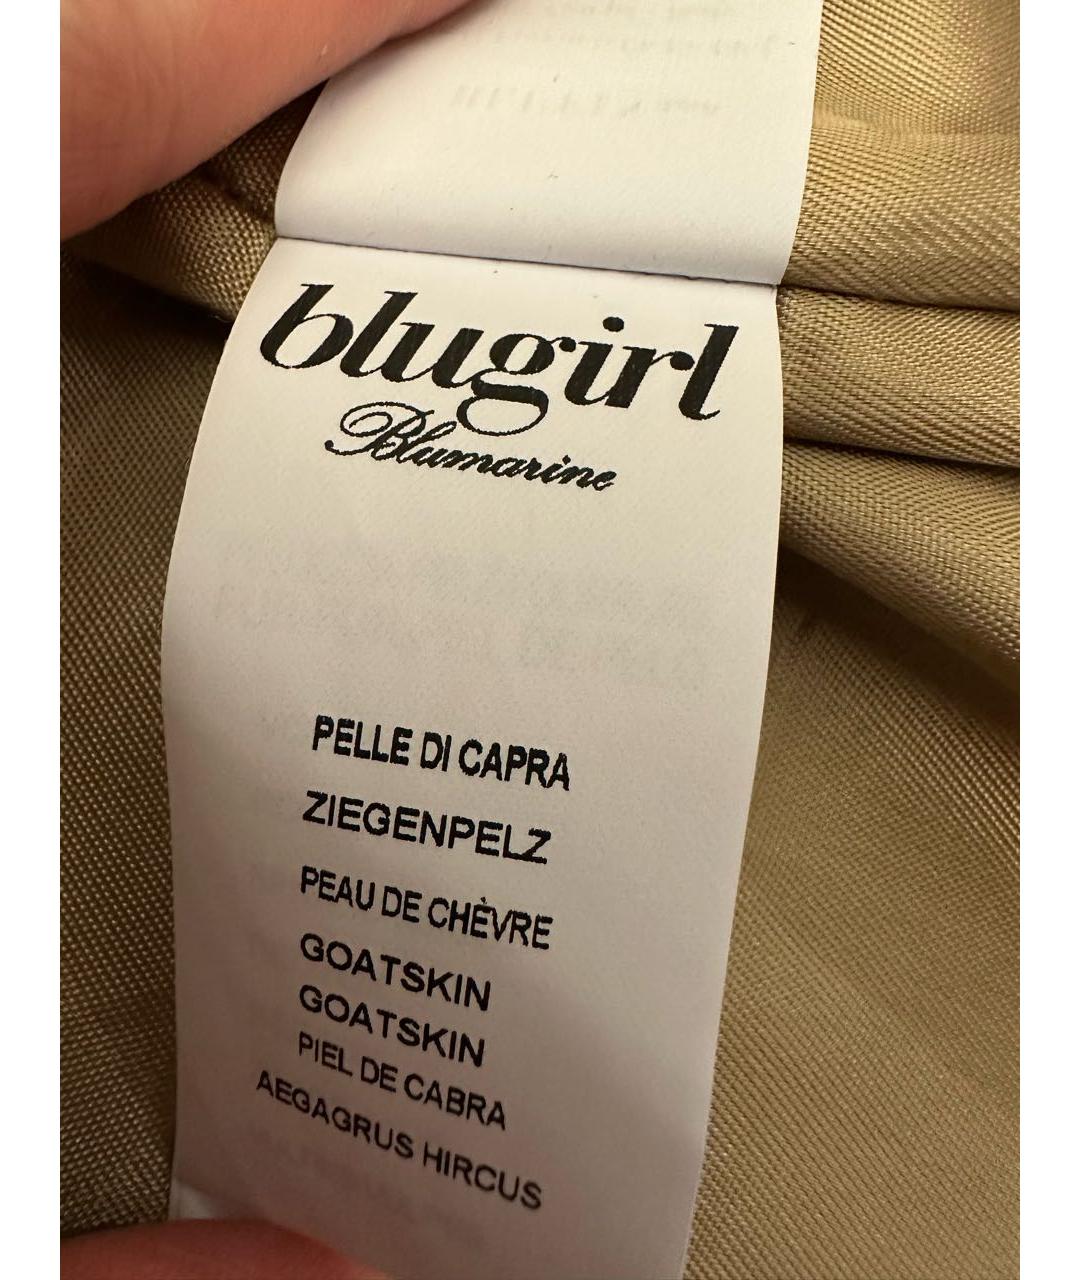 blugirl
Blumarine
PELLE DI CAPRA
ZIEGENPELZ
PEAU DE CHÈVRE
GOATSKIN
GOATSKIN
PIEL DE CABRA
AEGAGRUS HIRCUS